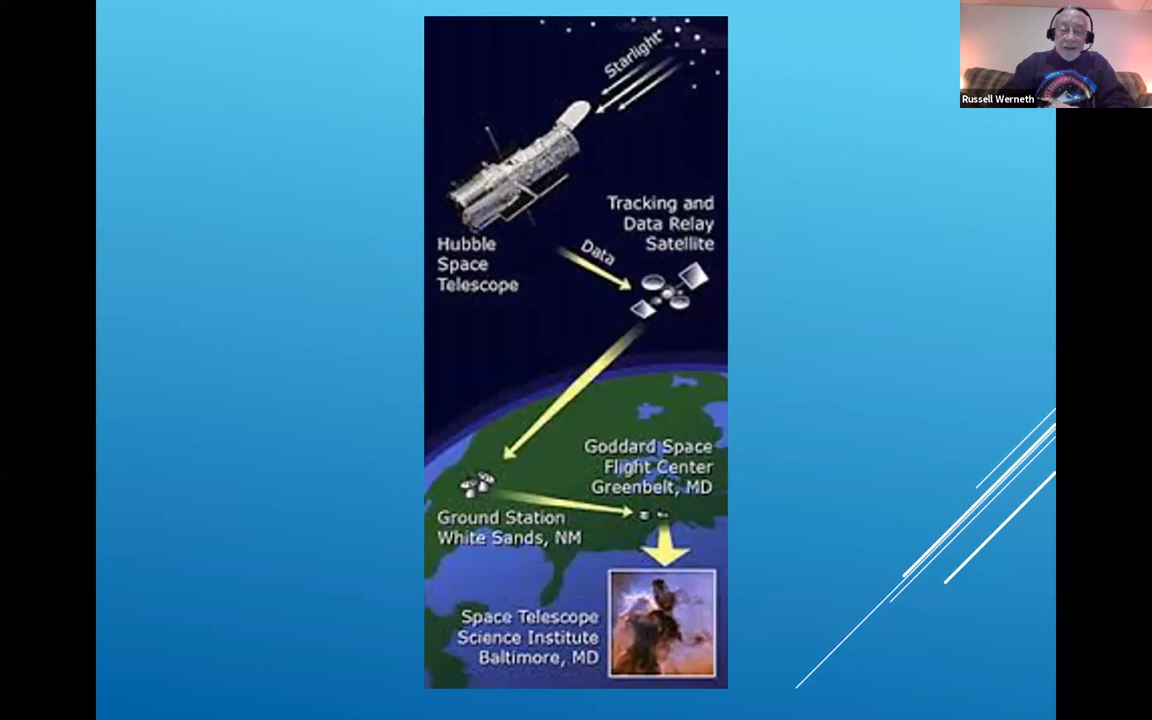 Starlight
Hubble
Space
Telescope
Tracking and
Data Relay
Satellite
Data
Goddard Space
Flight Center
Greenbelt, MD
Ground Station
White Sands, NM
Space Telescope
Science Institute
Baltimore, MD
Russell Werneth